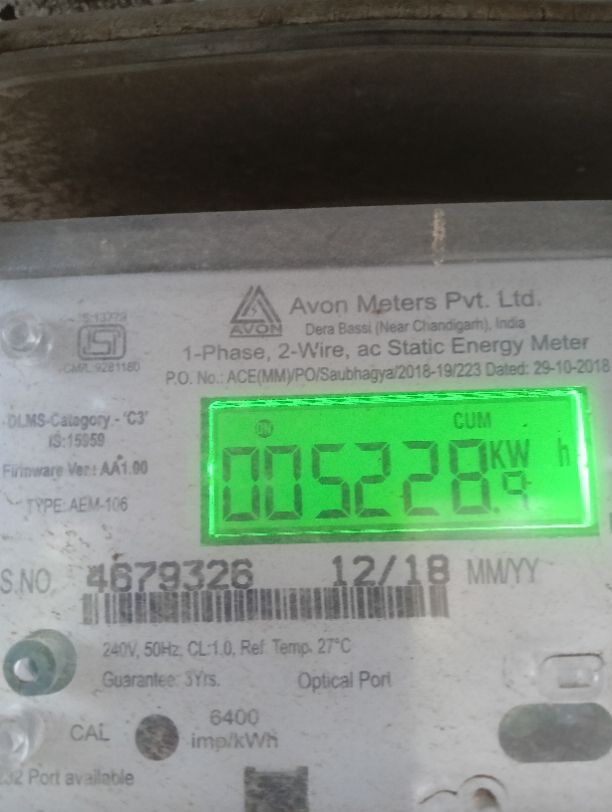 Avon Meters Pvt. Ltd.
AVON
Dera Bassi (Near Chandigarh), India
IS:13779
ISI
CM/L 9281180
1-Phase, 2-Wire, ac Static Energy Meter
P.O. No.: ACE(MM)/PO/Saubhagya/2018-19/223 Dated: 29-10-2018
DLMS-Category - 'C3'
IS:15959
Firmware Ver.: AA1.00
TYPE: AEM-106
CUM
005228.9 KW h
S.NO. 4679326 12/18 MM/YY
240V, 50Hz, CL:1.0, Ref. Temp. 27°C
Guarantee: 3Yrs. Optical Port
CAL 6400
imp/kWh
Port available